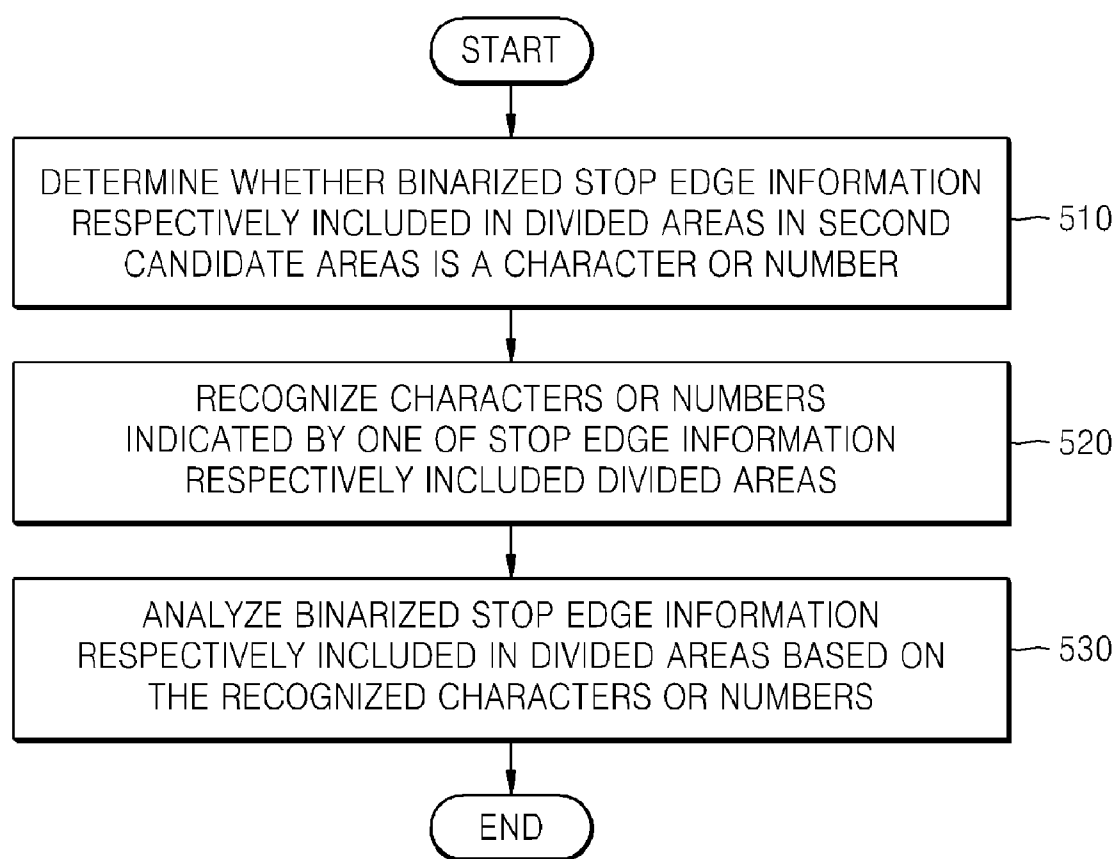 START
DETERMINE WHETHER BINARIZED STOP EDGE INFORMATION
RESPECTIVELY INCLUDED IN DIVIDED AREAS IN SECOND
CANDIDATE AREAS IS A CHARACTER OR NUMBER
510
RECOGNIZE CHARACTERS OR NUMBERS
INDICATED BY ONE OF STOP EDGE INFORMATION
RESPECTIVELY INCLUDED DIVIDED AREAS
520
ANALYZE BINARIZED STOP EDGE INFORMATION
RESPECTIVELY INCLUDED IN DIVIDED AREAS BASED ON
THE RECOGNIZED CHARACTERS OR NUMBERS
530
END